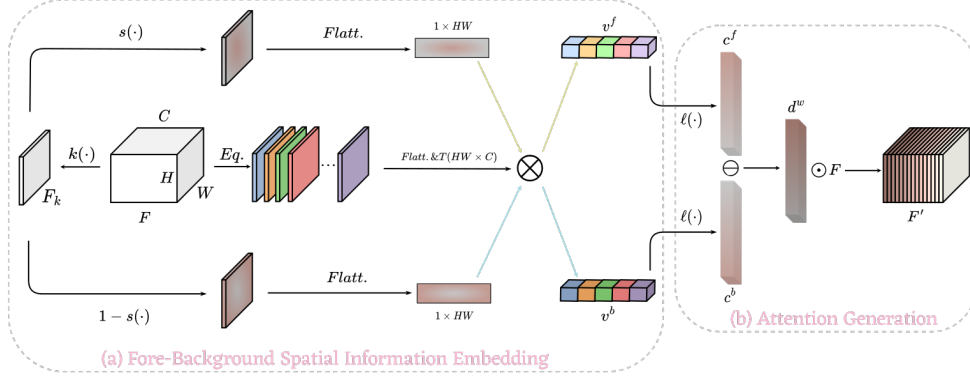 s(·)
Flatt.
1 × HW
v^f
c^f
ℓ(·)
d^w
C
k(·)
Eq.
Flatt.&T(HW × C)
H
W
F_k
F
⊗
⊖
⊙ F
F′
ℓ(·)
1 − s(·)
Flatt.
1 × HW
v^b
c^b
(a) Fore-Background Spatial Information Embedding
(b) Attention Generation